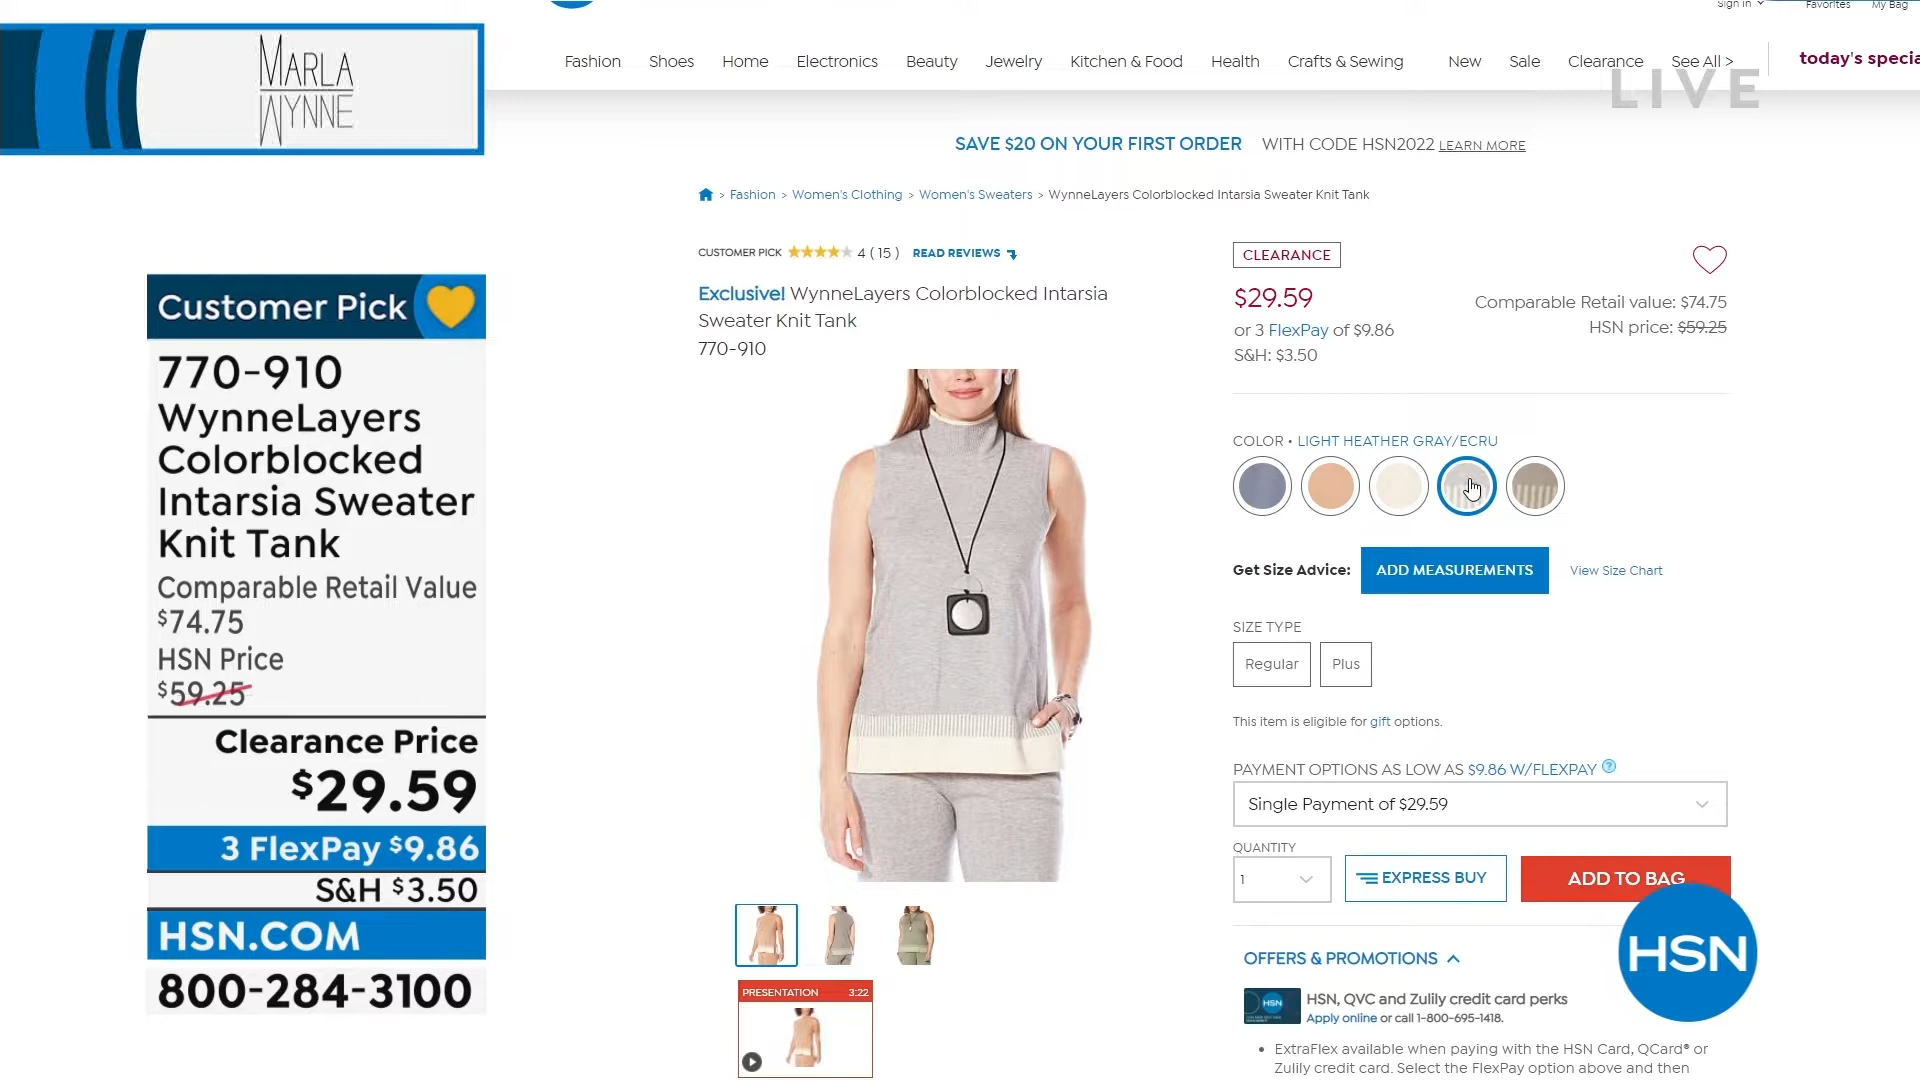 MARLA
WYNNE
Customer Pick
770-910
WynneLayers
Colorblocked
Intarsia Sweater
Knit Tank
Comparable Retail Value
$74.75
HSN Price
$59.25
Clearance Price
$29.59
3 FlexPay $9.86
S&H $3.50
HSN.COM
800-284-3100
Sign In
Favorites
My Bag
Fashion Shoes Home Electronics Beauty Jewelry Kitchen & Food Health Crafts & Sewing New Sale Clearance See All >
today's specia
LIVE
SAVE $20 ON YOUR FIRST ORDER WITH CODE HSN2022 LEARN MORE
> Fashion > Women's Clothing > Women's Sweaters > WynneLayers Colorblocked Intarsia Sweater Knit Tank
CUSTOMER PICK 4 ( 15 ) READ REVIEWS
Exclusive! WynneLayers Colorblocked Intarsia
Sweater Knit Tank
770-910
PRESENTATION 3:22
CLEARANCE
$29.59
Comparable Retail value: $74.75
HSN price: $59.25
or 3 FlexPay of $9.86
S&H: $3.50
COLOR • LIGHT HEATHER GRAY/ECRU
Get Size Advice: ADD MEASUREMENTS View Size Chart
SIZE TYPE
Regular Plus
This item is eligible for gift options.
PAYMENT OPTIONS AS LOW AS $9.86 W/FLEXPAY ?
Single Payment of $29.59
QUANTITY
1 EXPRESS BUY ADD TO BAG
OFFERS & PROMOTIONS
HSN
HSN
HSN, QVC and Zulily credit card perks
Apply online or call 1-800-695-1418.
• ExtraFlex available when paying with the HSN Card, QCard® or
Zulily credit card. Select the FlexPay option above and then